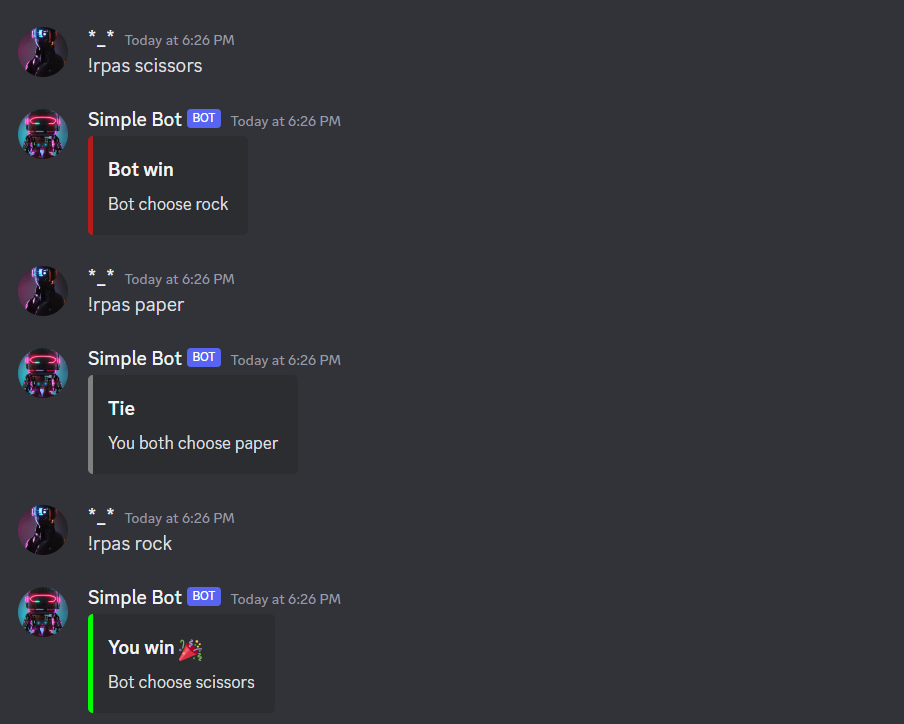 *_* Today at 6:26 PM
!rpas scissors
Simple Bot BOT Today at 6:26 PM
Bot win
Bot choose rock
*_* Today at 6:26 PM
!rpas paper
Simple Bot BOT Today at 6:26 PM
Tie
You both choose paper
*_* Today at 6:26 PM
!rpas rock
Simple Bot BOT Today at 6:26 PM
You win 🎉
Bot choose scissors